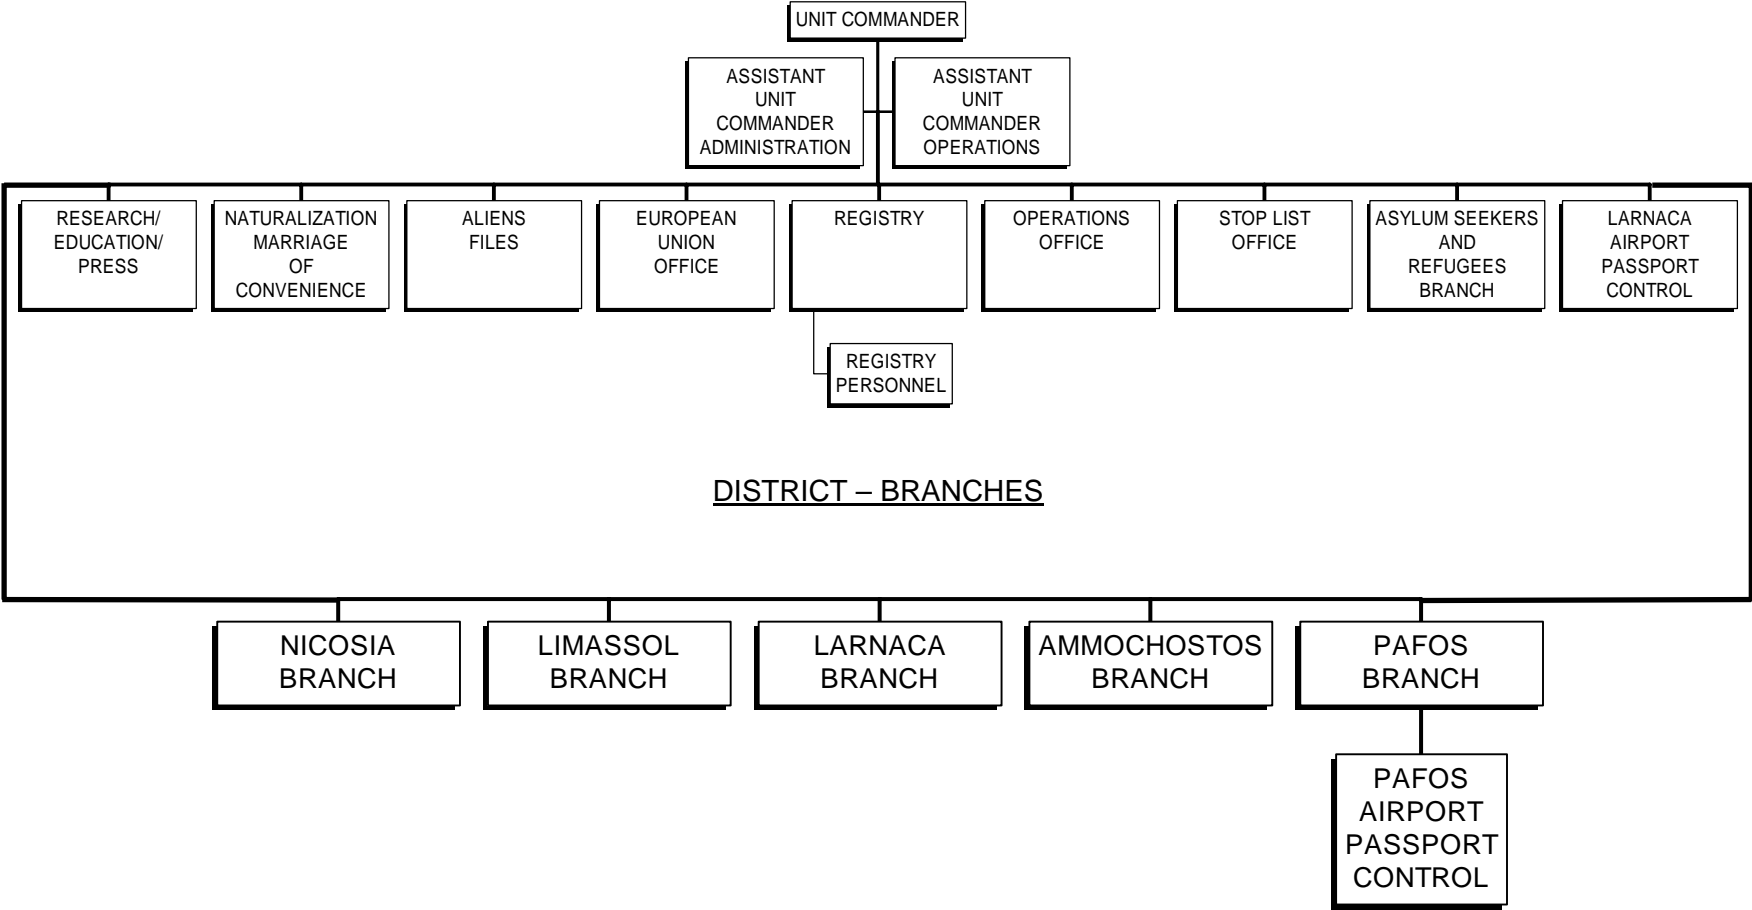 UNIT COMMANDER
ASSISTANT
UNIT
COMMANDER
ADMINISTRATION
ASSISTANT
UNIT
COMMANDER
OPERATIONS
RESEARCH/
EDUCATION/
PRESS
NATURALIZATION
MARRIAGE
OF
CONVENIENCE
ALIENS
FILES
EUROPEAN
UNION
OFFICE
REGISTRY
OPERATIONS
OFFICE
STOP LIST
OFFICE
ASYLUM SEEKERS
AND
REFUGEES
BRANCH
LARNACA
AIRPORT
PASSPORT
CONTROL
REGISTRY
PERSONNEL
DISTRICT – BRANCHES
NICOSIA
BRANCH
LIMASSOL
BRANCH
LARNACA
BRANCH
AMMOCHOSTOS
BRANCH
PAFOS
BRANCH
PAFOS
AIRPORT
PASSPORT
CONTROL